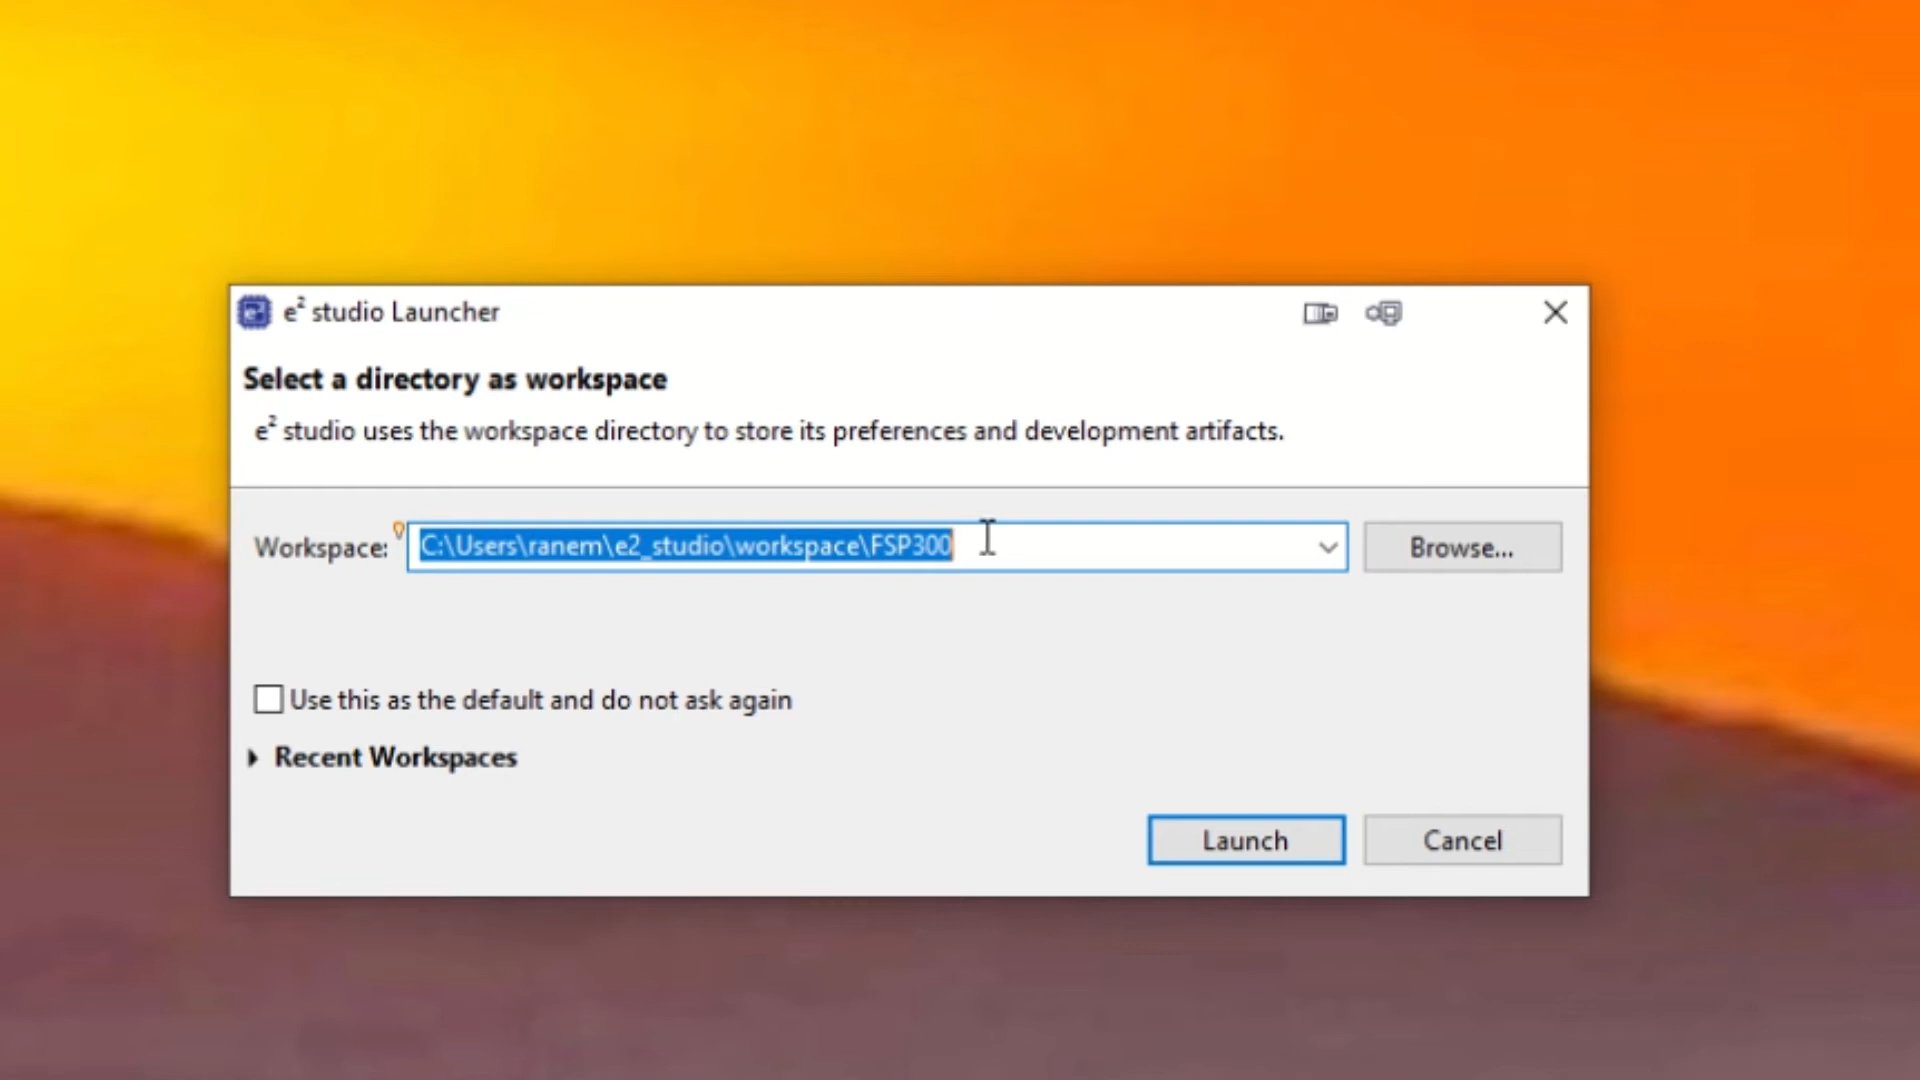 e² studio Launcher
Select a directory as workspace
e² studio uses the workspace directory to store its preferences and development artifacts.
Workspace: C:\Users\ranem\e2_studio\workspace\FSP300 Browse...
Use this as the default and do not ask again
Recent Workspaces
Launch Cancel